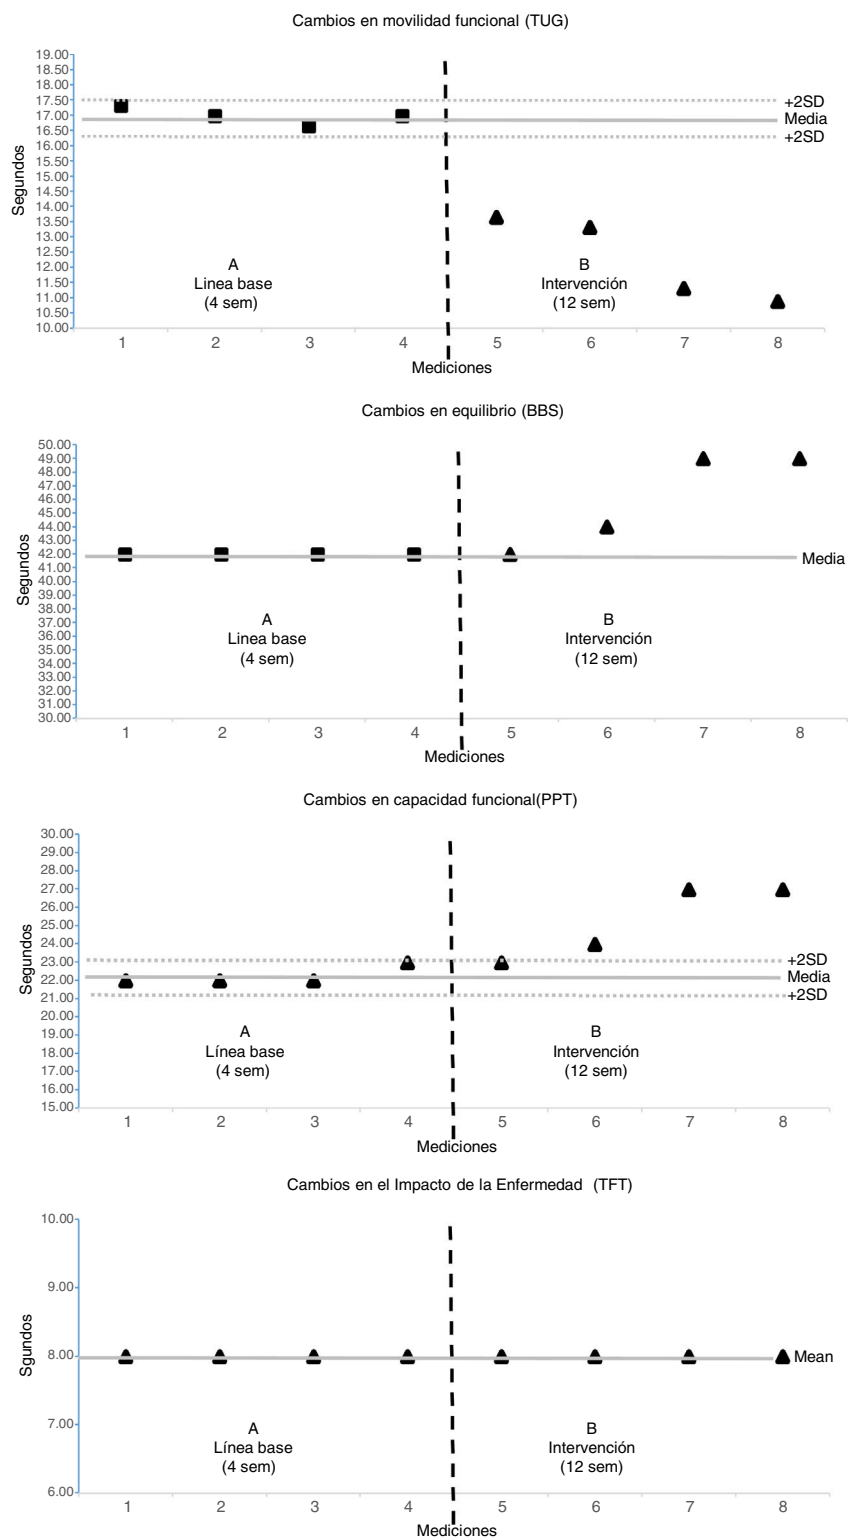 Cambios en movilidad funcional (TUG)
19.00
18.50
18.00
17.50
17.00
16.50
16.00
15.50
15.00
14.50
14.00
13.50
13.00
12.50
12.00
11.50
11.00
10.50
10.00
Segundos
+2SD
Media
+2SD
A
Linea base
(4 sem)
B
Intervención
(12 sem)
1 2 3 4 5 6 7 8
Mediciones
Cambios en equilibrio (BBS)
50.00
49.00
48.00
47.00
46.00
45.00
44.00
43.00
42.00
41.00
40.00
39.00
38.00
37.00
36.00
35.00
34.00
33.00
32.00
31.00
30.00
Segundos
Media
A
Linea base
(4 sem)
B
Intervención
(12 sem)
1 2 3 4 5 6 7 8
Mediciones
Cambios en capacidad funcional(PPT)
30.00
29.00
28.00
27.00
26.00
25.00
24.00
23.00
22.00
21.00
20.00
19.00
18.00
17.00
16.00
15.00
Segundos
+2SD
Media
+2SD
A
Línea base
(4 sem)
B
Intervención
(12 sem)
1 2 3 4 5 6 7 8
Mediciones
Cambios en el Impacto de la Enfermedad (TFT)
10.00
9.00
8.00
7.00
6.00
Sgundos
Mean
A
Línea base
(4 sem)
B
Intervención
(12 sem)
1 2 3 4 5 6 7 8
Mediciones